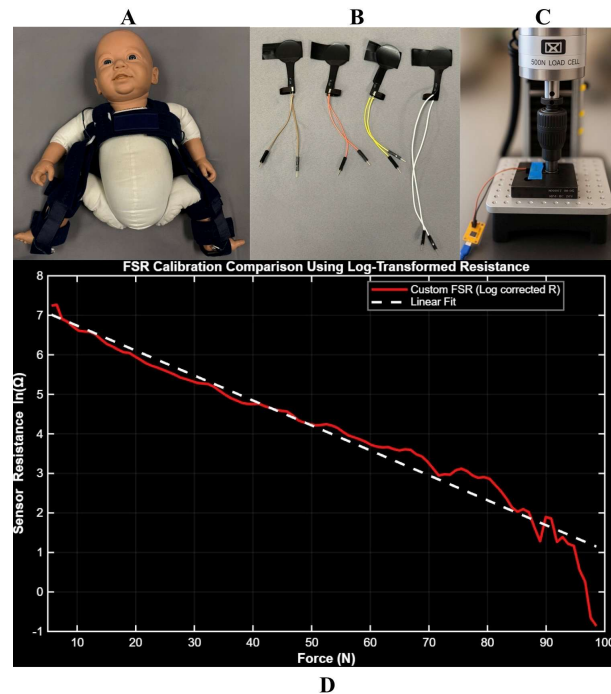 A
B
C
500N LOAD CELL
FSR Calibration Comparison Using Log-Transformed Resistance
Custom FSR (Log corrected R)
Linear Fit
8
7
6
5
4
3
2
1
0
-1
Sensor Resistance ln(Ω)
10
20
30
40
50
60
70
80
90
100
Force (N)
D